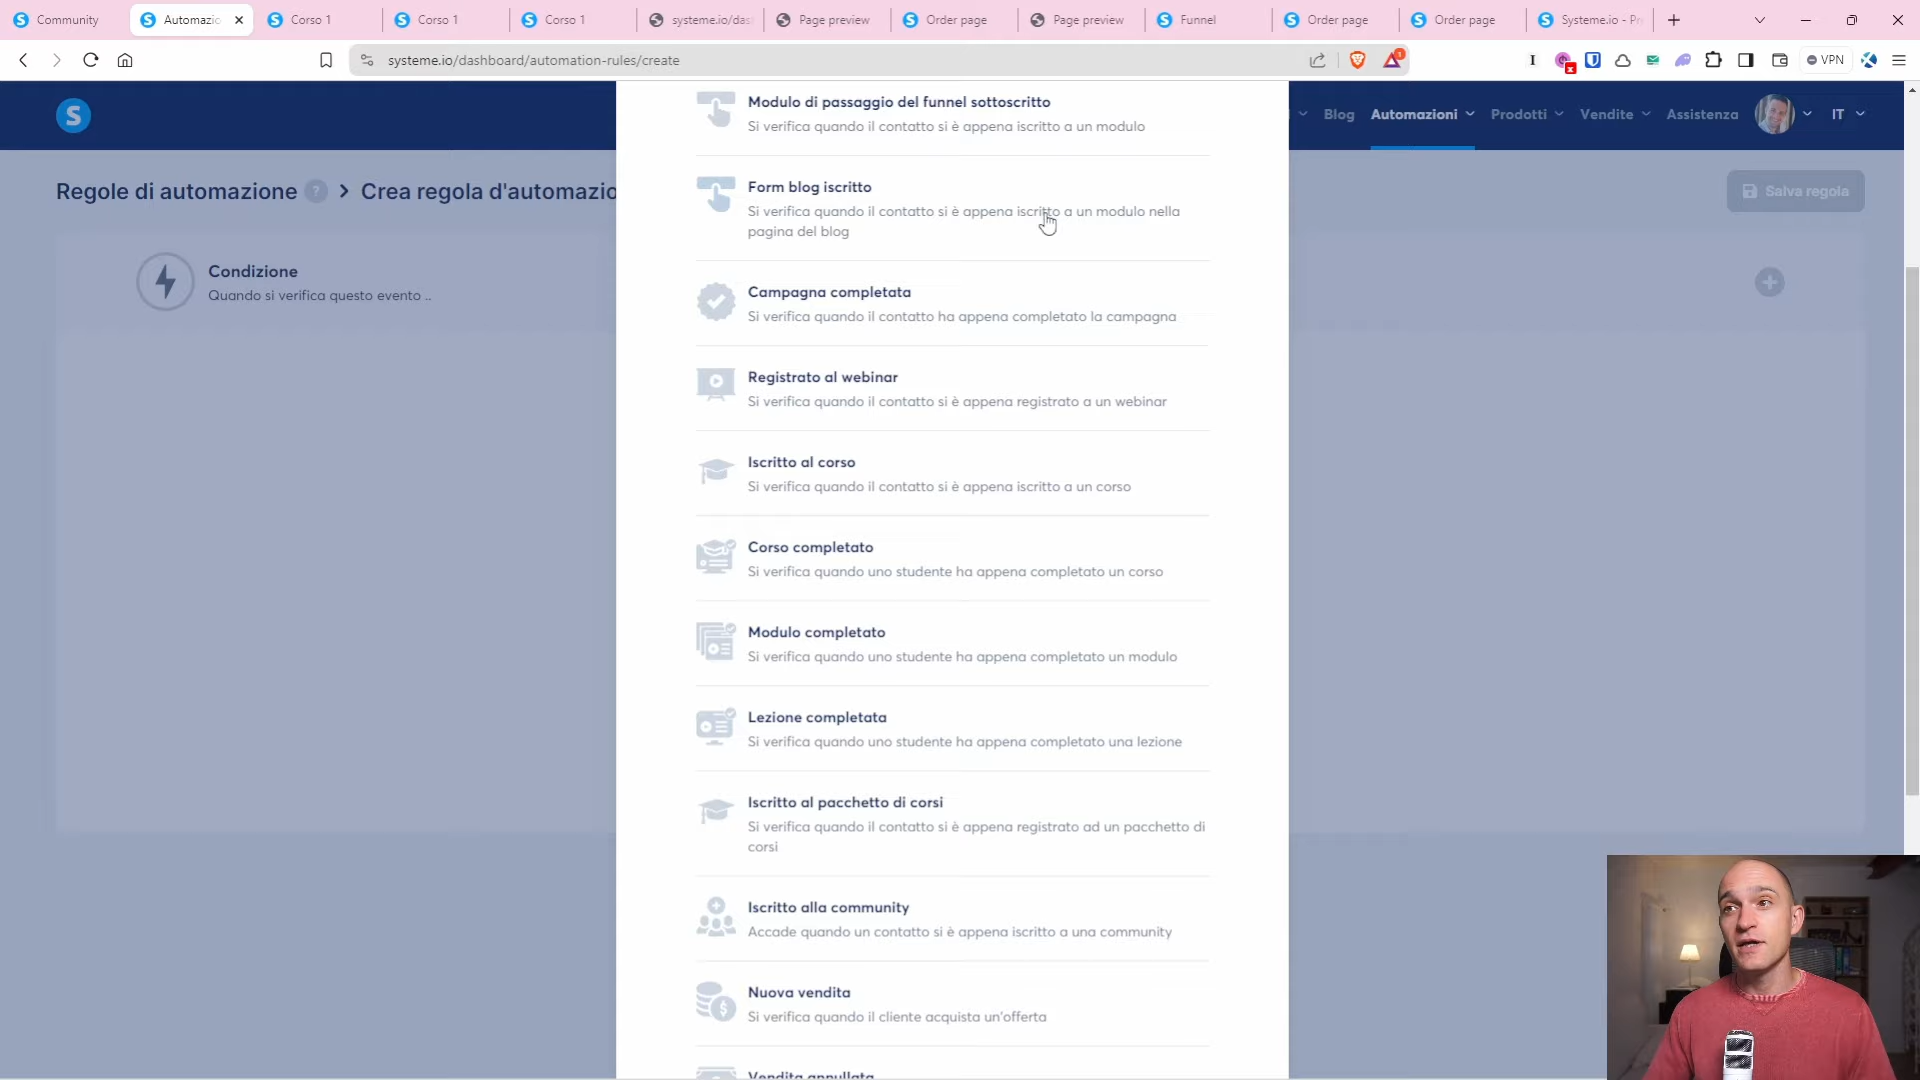 Community
Automazio
Corso 1
Corso 1
Corso 1
systeme.io/das
Page preview
Order page
Page preview
Funnel
Order page
Order page
Systeme.io - Pr
systeme.io/dashboard/automation-rules/create
VPN
Blog
Automazioni
Prodotti
Vendite
Assistenza
IT
Regole di automazione ? > Crea regola d'automazio
Salva regola
Condizione
Quando si verifica questo evento ..
Modulo di passaggio del funnel sottoscritto
Si verifica quando il contatto si è appena iscritto a un modulo
Form blog iscritto
Si verifica quando il contatto si è appena iscritto a un modulo nella
pagina del blog
Campagna completata
Si verifica quando il contatto ha appena completato la campagna
Registrato al webinar
Si verifica quando il contatto si è appena registrato a un webinar
Iscritto al corso
Si verifica quando il contatto si è appena iscritto a un corso
Corso completato
Si verifica quando uno studente ha appena completato un corso
Modulo completato
Si verifica quando uno studente ha appena completato un modulo
Lezione completata
Si verifica quando uno studente ha appena completato una lezione
Iscritto al pacchetto di corsi
Si verifica quando il contatto si è appena registrato ad un pacchetto di
corsi
Iscritto alla community
Accade quando un contatto si è appena iscritto a una community
Nuova vendita
Si verifica quando il cliente acquista un'offerta
Vendita annullata